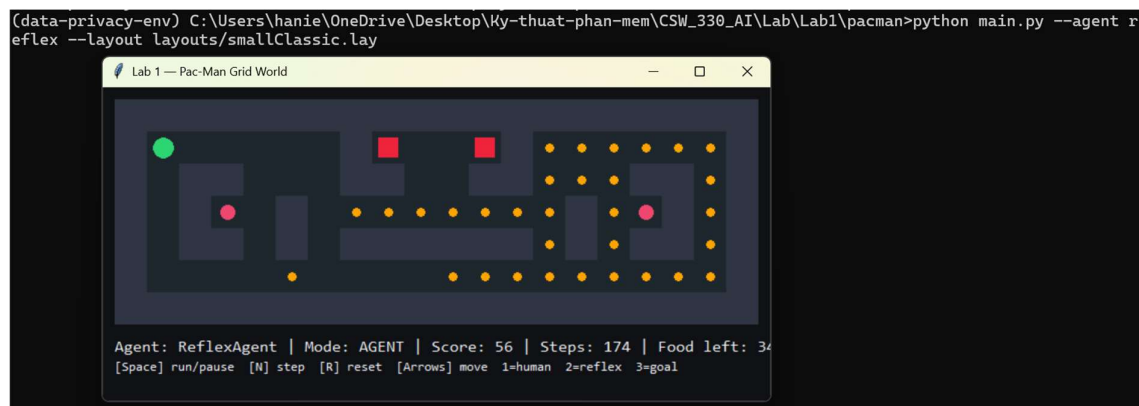 (data-privacy-env) C:\Users\hanie\OneDrive\Desktop\Ky-thuat-phan-mem\CSW_330_AI\Lab\Lab1\pacman>python main.py --agent r
eflex --layout layouts/smallClassic.lay
Lab 1 — Pac-Man Grid World
Agent: ReflexAgent | Mode: AGENT | Score: 56 | Steps: 174 | Food left: 34
[Space] run/pause [N] step [R] reset [Arrows] move 1=human 2=reflex 3=goal